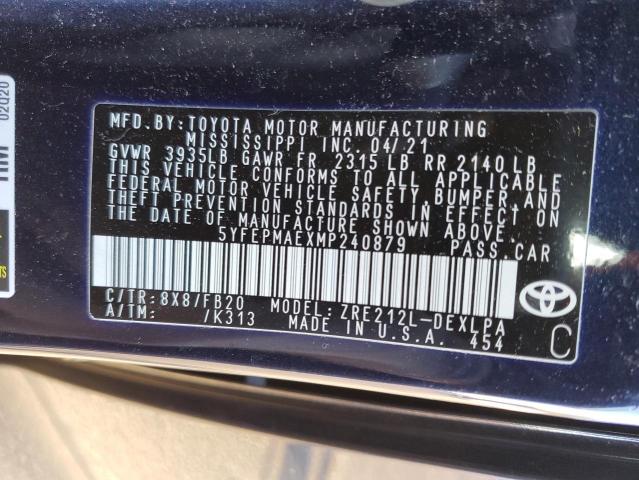 MFD.BY:TOYOTA MOTOR MANUFACTURING
MISSISSIPPI INC. 04/21
GVWR 3935LB GAWR FR 2315 LB RR 2140 LB
THIS VEHICLE CONFORMS TO ALL APPLICABLE
FEDERAL MOTOR VEHICLE SAFETY,BUMPER,AND
THEFT PREVENTION STANDARDS IN EFFECT ON
THE DATE OF MANUFACTURE SHOWN ABOVE.
5YFEPMAEXMP240879 PASS.CAR
C/TR:8X8/FB20 MODEL:ZRE212L-DEXLPA
A/TM: /K313 MADE IN U.S.A. 454
C
02Q20